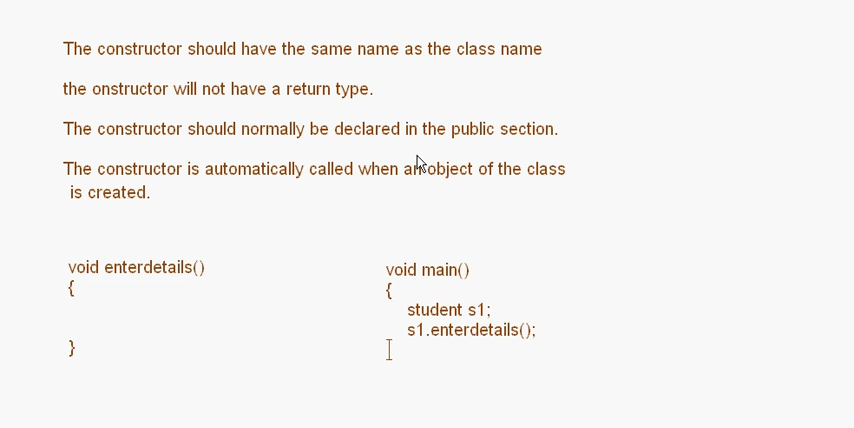 The constructor should have the same name as the class name
the onstructor will not have a return type.
The constructor should normally be declared in the public section.
The constructor is automatically called when an object of the class
is created.
void enterdetails()
{
}
void main()
{
student s1;
s1.enterdetails();